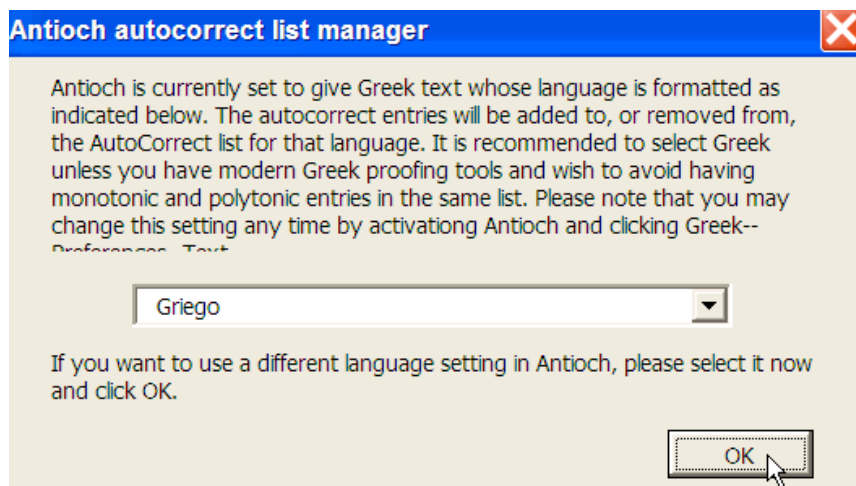 Antioch autocorrect list manager
Antioch is currently set to give Greek text whose language is formatted as
indicated below. The autocorrect entries will be added to, or removed from,
the AutoCorrect list for that language. It is recommended to select Greek
unless you have modern Greek proofing tools and wish to avoid having
monotonic and polytonic entries in the same list. Please note that you may
change this setting any time by activationg Antioch and clicking Greek--
Preferences--Text
Griego
If you want to use a different language setting in Antioch, please select it now
and click OK.
OK